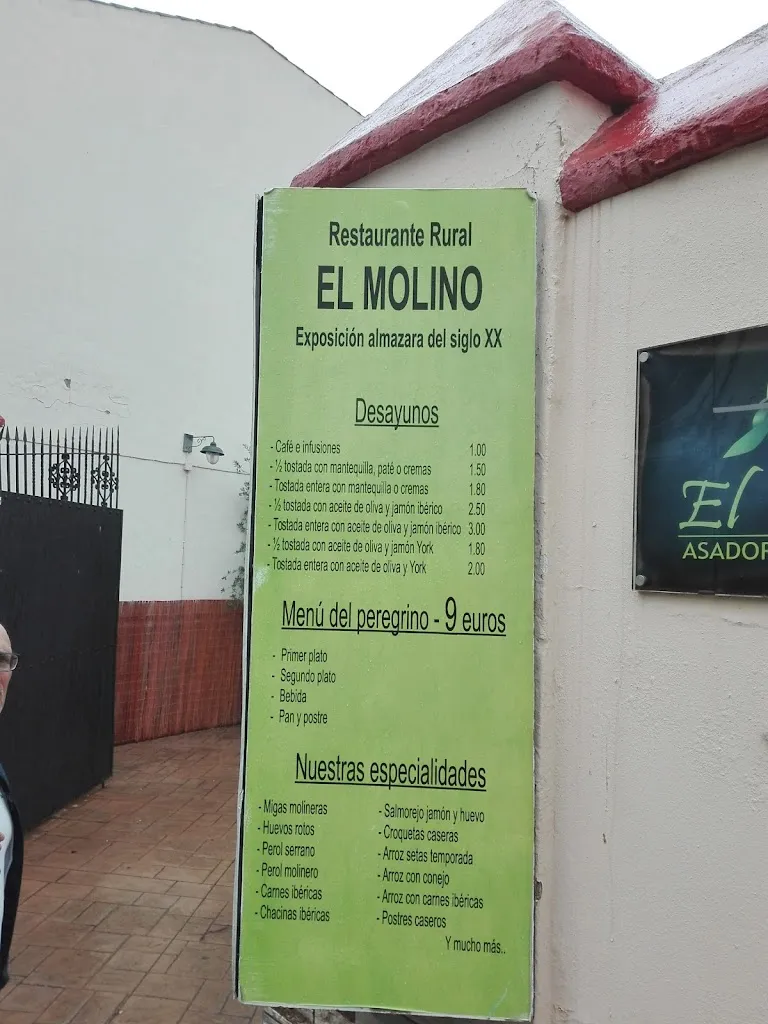 Restaurante Rural
EL MOLINO
Exposición almazara del siglo XX
Desayunos
- Café e infusiones 1.00
- ½ tostada con mantequilla, paté o cremas 1.50
- Tostada entera con mantequilla o cremas 1.80
- ½ tostada con aceite de oliva y jamón ibérico 2.50
- Tostada entera con aceite de oliva y jamón ibérico 3.00
- ½ tostada con aceite de oliva y jamón York 1.80
- Tostada entera con aceite de oliva y York 2.00
Menú del peregrino - 9 euros
- Primer plato
- Segundo plato
- Bebida
- Pan y postre
Nuestras especialidades
- Migas molineras
- Huevos rotos
- Perol serrano
- Perol molinero
- Carnes ibéricas
- Chacinas ibéricas
- Salmorejo jamón y huevo
- Croquetas caseras
- Arroz setas temporada
- Arroz con conejo
- Arroz con carnes ibéricas
- Postres caseros
Y mucho más..
El
ASADOR